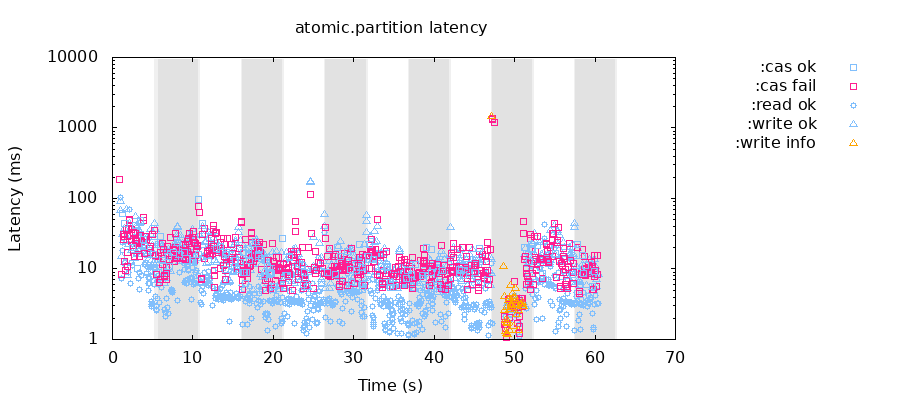 atomic.partition latency
10000
1000
100
10
1
0 10 20 30 40 50 60 70
Latency (ms)
Time (s)
:cas ok
:cas fail
:read ok
:write ok
:write info